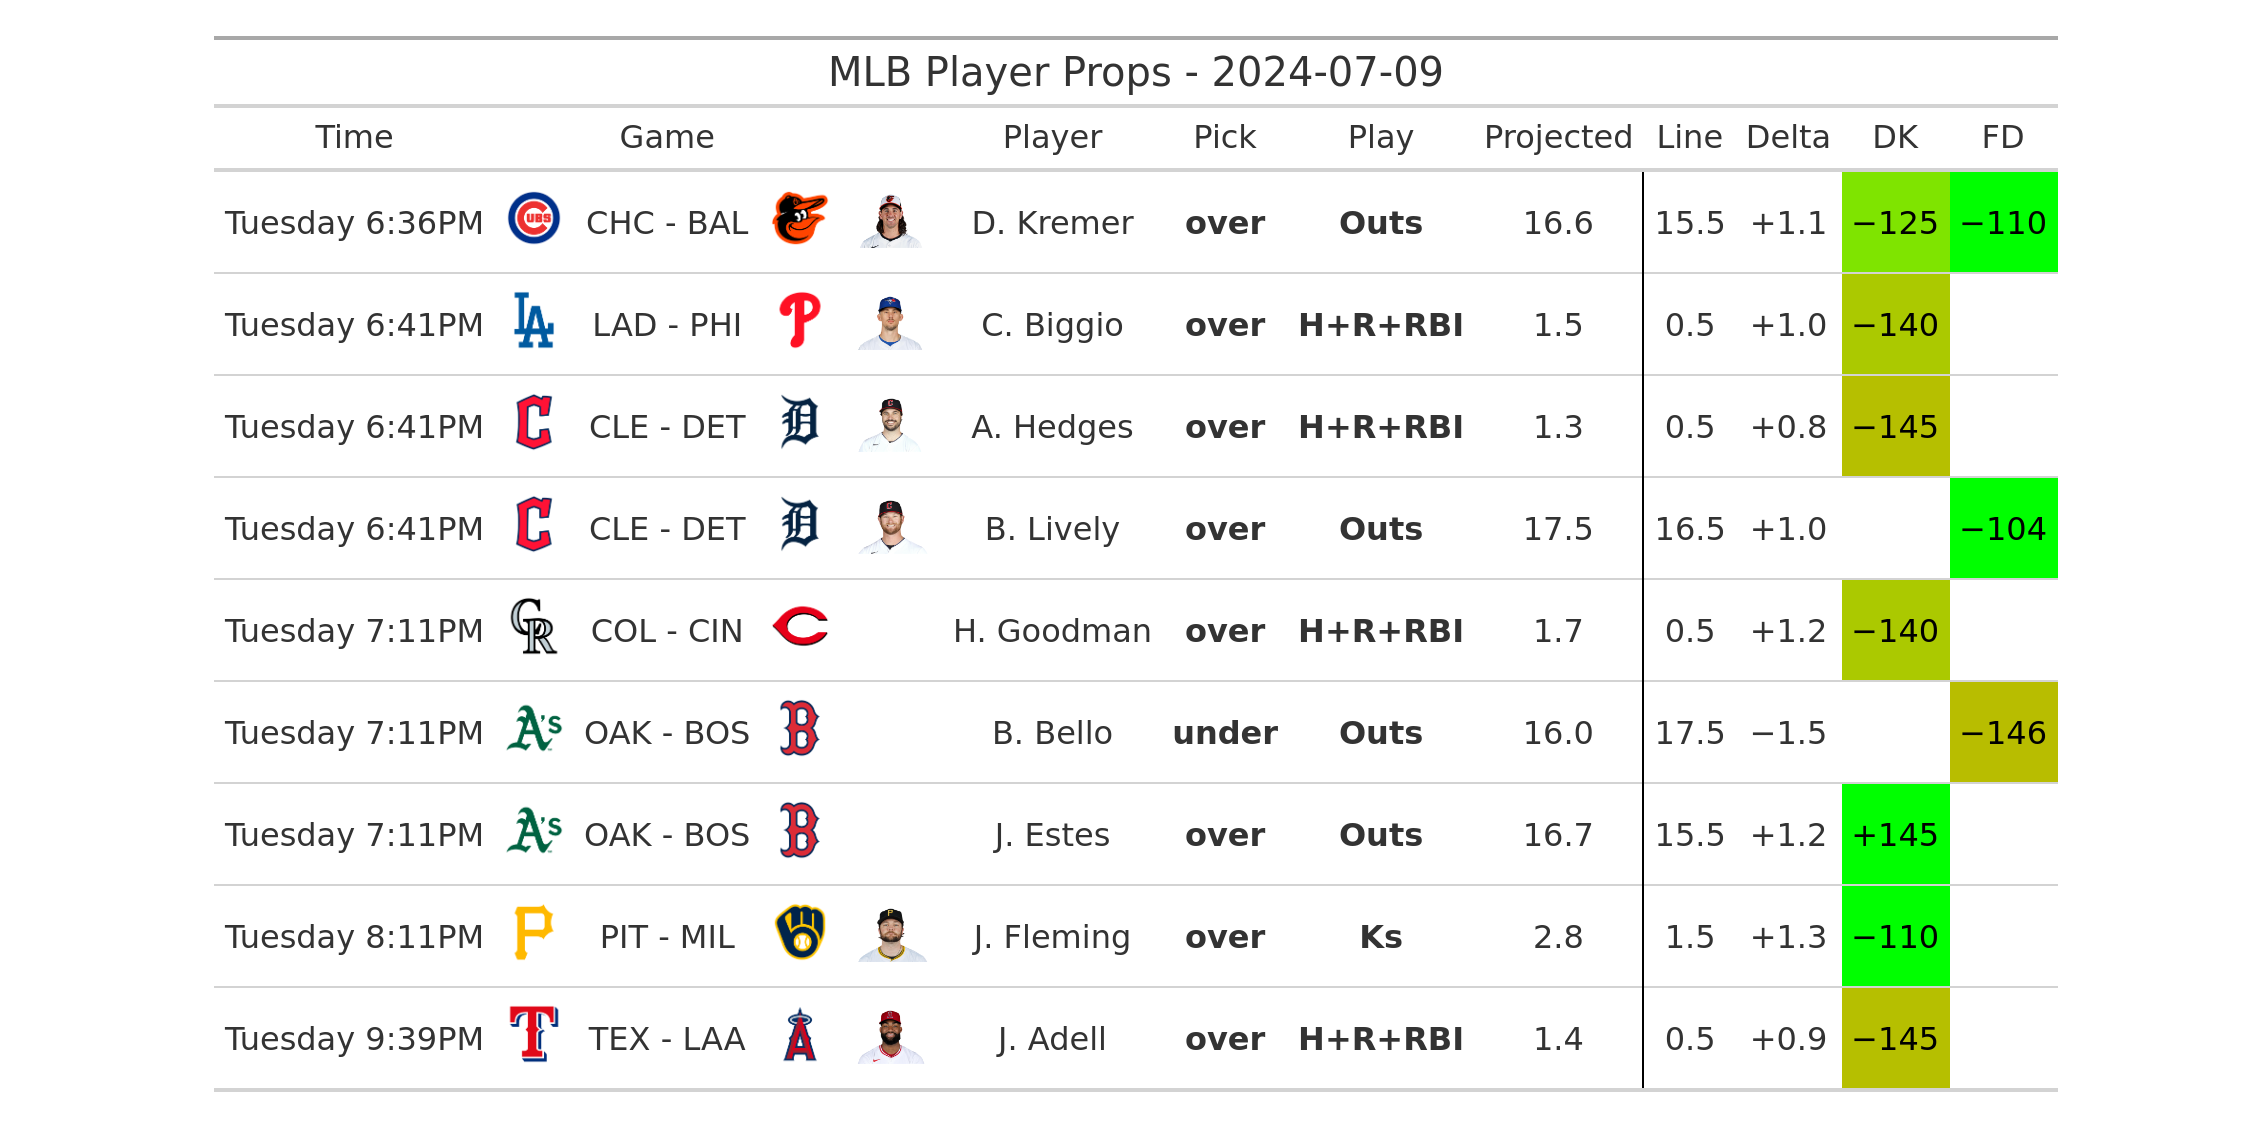 MLB Player Props - 2024-07-09
Time Game Player Pick Play Projected Line Delta DK FD
Tuesday 6:36PM CUBS CHC - BAL D. Kremer over Outs 16.6 15.5 +1.1 −125 −110
Tuesday 6:41PM LA LAD - PHI P C. Biggio over H+R+RBI 1.5 0.5 +1.0 −140
Tuesday 6:41PM C CLE - DET D A. Hedges over H+R+RBI 1.3 0.5 +0.8 −145
Tuesday 6:41PM C CLE - DET D B. Lively over Outs 17.5 16.5 +1.0 −104
Tuesday 7:11PM CR COL - CIN C H. Goodman over H+R+RBI 1.7 0.5 +1.2 −140
Tuesday 7:11PM A's OAK - BOS B B. Bello under Outs 16.0 17.5 −1.5 −146
Tuesday 7:11PM A's OAK - BOS B J. Estes over Outs 16.7 15.5 +1.2 +145
Tuesday 8:11PM P PIT - MIL J. Fleming over Ks 2.8 1.5 +1.3 −110
Tuesday 9:39PM T TEX - LAA A J. Adell over H+R+RBI 1.4 0.5 +0.9 −145